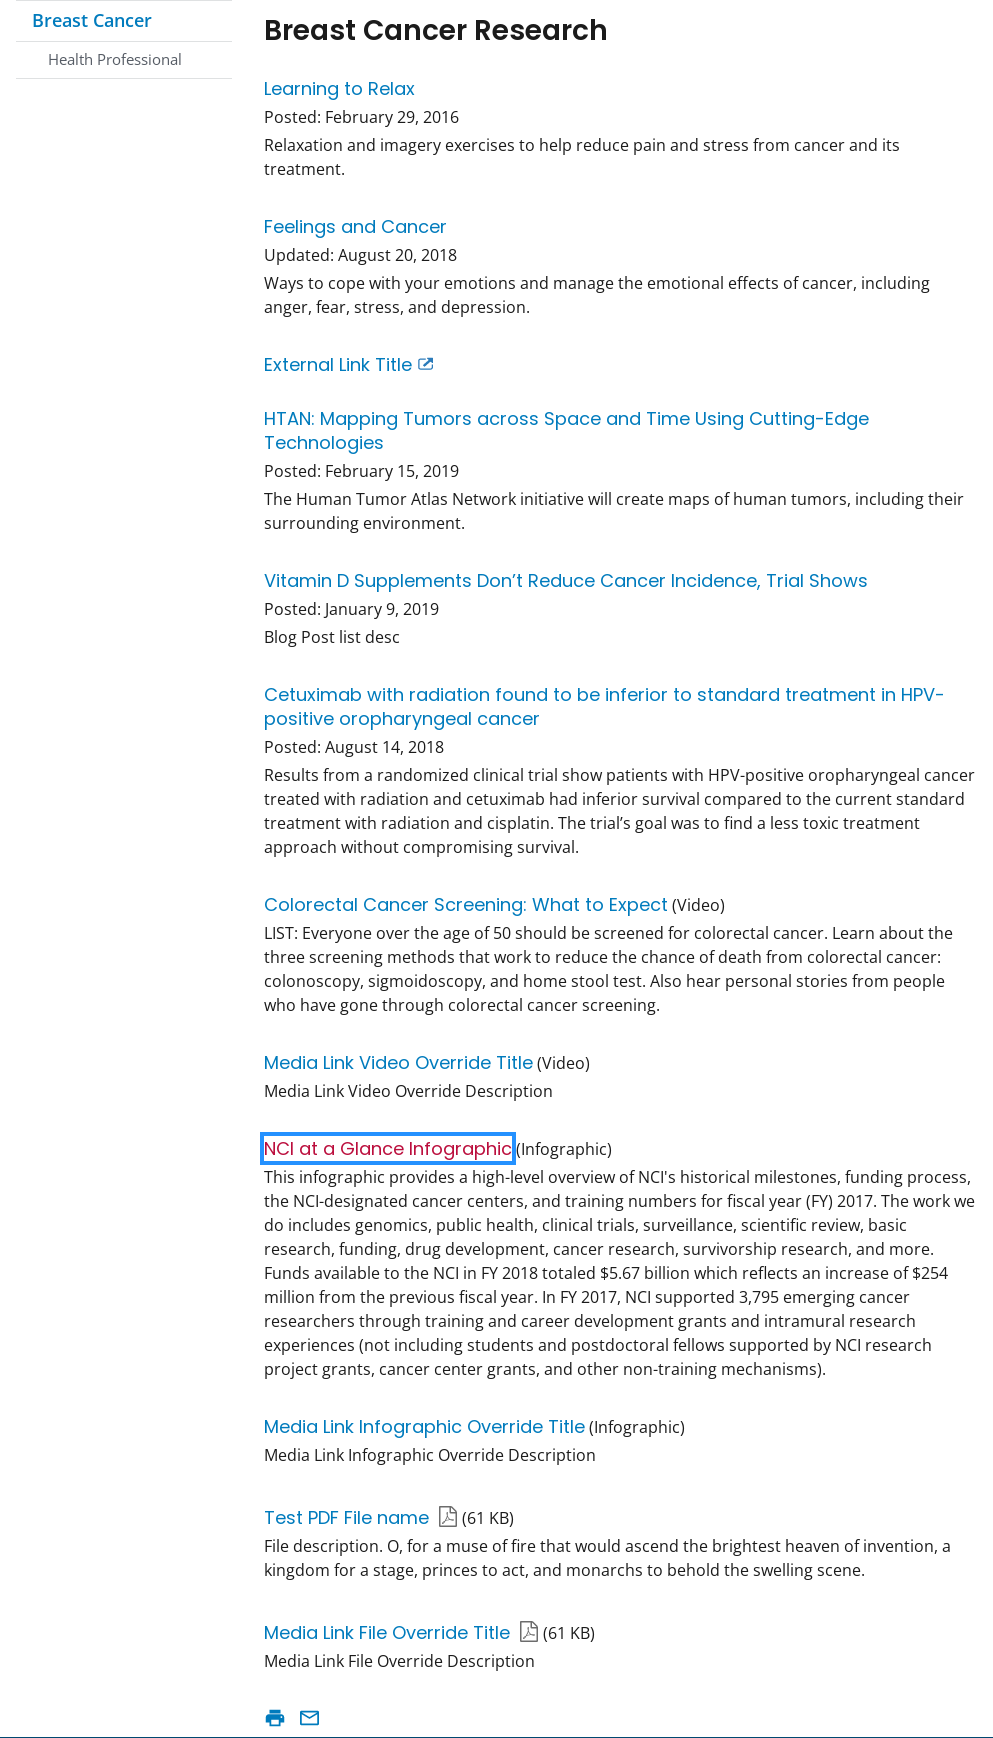 Breast Cancer
Health Professional
Breast Cancer Research
Learning to Relax
Posted: February 29, 2016
Relaxation and imagery exercises to help reduce pain and stress from cancer and its
treatment.
Feelings and Cancer
Updated: August 20, 2018
Ways to cope with your emotions and manage the emotional effects of cancer, including
anger, fear, stress, and depression.
External Link Title
HTAN: Mapping Tumors across Space and Time Using Cutting-Edge
Technologies
Posted: February 15, 2019
The Human Tumor Atlas Network initiative will create maps of human tumors, including their
surrounding environment.
Vitamin D Supplements Don’t Reduce Cancer Incidence, Trial Shows
Posted: January 9, 2019
Blog Post list desc
Cetuximab with radiation found to be inferior to standard treatment in HPV-
positive oropharyngeal cancer
Posted: August 14, 2018
Results from a randomized clinical trial show patients with HPV-positive oropharyngeal cancer
treated with radiation and cetuximab had inferior survival compared to the current standard
treatment with radiation and cisplatin. The trial’s goal was to find a less toxic treatment
approach without compromising survival.
Colorectal Cancer Screening: What to Expect (Video)
LIST: Everyone over the age of 50 should be screened for colorectal cancer. Learn about the
three screening methods that work to reduce the chance of death from colorectal cancer:
colonoscopy, sigmoidoscopy, and home stool test. Also hear personal stories from people
who have gone through colorectal cancer screening.
Media Link Video Override Title (Video)
Media Link Video Override Description
NCI at a Glance Infographic (Infographic)
This infographic provides a high-level overview of NCI's historical milestones, funding process,
the NCI-designated cancer centers, and training numbers for fiscal year (FY) 2017. The work we
do includes genomics, public health, clinical trials, surveillance, scientific review, basic
research, funding, drug development, cancer research, survivorship research, and more.
Funds available to the NCI in FY 2018 totaled $5.67 billion which reflects an increase of $254
million from the previous fiscal year. In FY 2017, NCI supported 3,795 emerging cancer
researchers through training and career development grants and intramural research
experiences (not including students and postdoctoral fellows supported by NCI research
project grants, cancer center grants, and other non-training mechanisms).
Media Link Infographic Override Title (Infographic)
Media Link Infographic Override Description
Test PDF File name (61 KB)
File description. O, for a muse of fire that would ascend the brightest heaven of invention, a
kingdom for a stage, princes to act, and monarchs to behold the swelling scene.
Media Link File Override Title (61 KB)
Media Link File Override Description